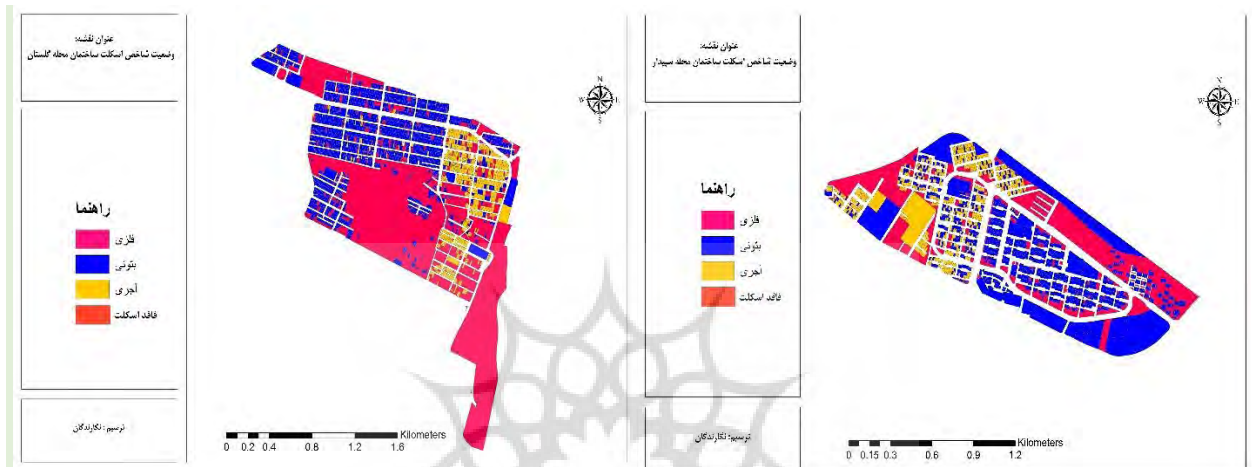 عنوان نقشه:
وضعیت شاخص اسکلت ساختمان محله گلستان
N
W E
S
راهنما
فلزی
بتونی
آجری
فاقد اسکلت
ترسیم: نگارندگان
Kilometers
0 0.2 0.4 0.8 1.2 1.6
عنوان نقشه:
وضعیت شاخص اسکلت ساختمان محله سپیدار
N
W E
S
راهنما
فلزی
بتونی
آجری
فاقد اسکلت
ترسیم: نگارندگان
Kilometers
0 0.15 0.3 0.6 0.9 1.2